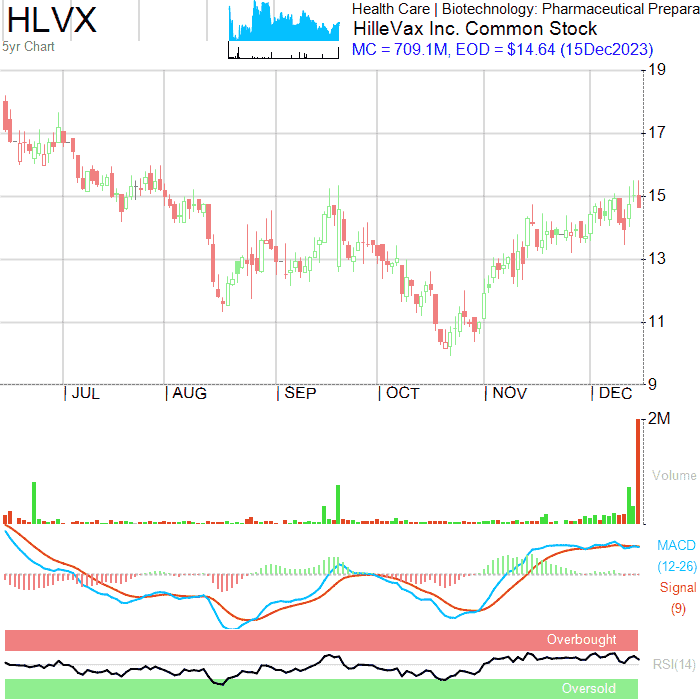 HLVX
5yr Chart
Health Care | Biotechnology: Pharmaceutical Prepara
HilleVax Inc. Common Stock
MC = 709.1M, EOD = $14.64 (15Dec2023)
19
17
15
13
11
9
JUL AUG SEP OCT NOV DEC
2M
Volume
MACD
(12-26)
Signal
(9)
Overbought
RSI(14)
Oversold